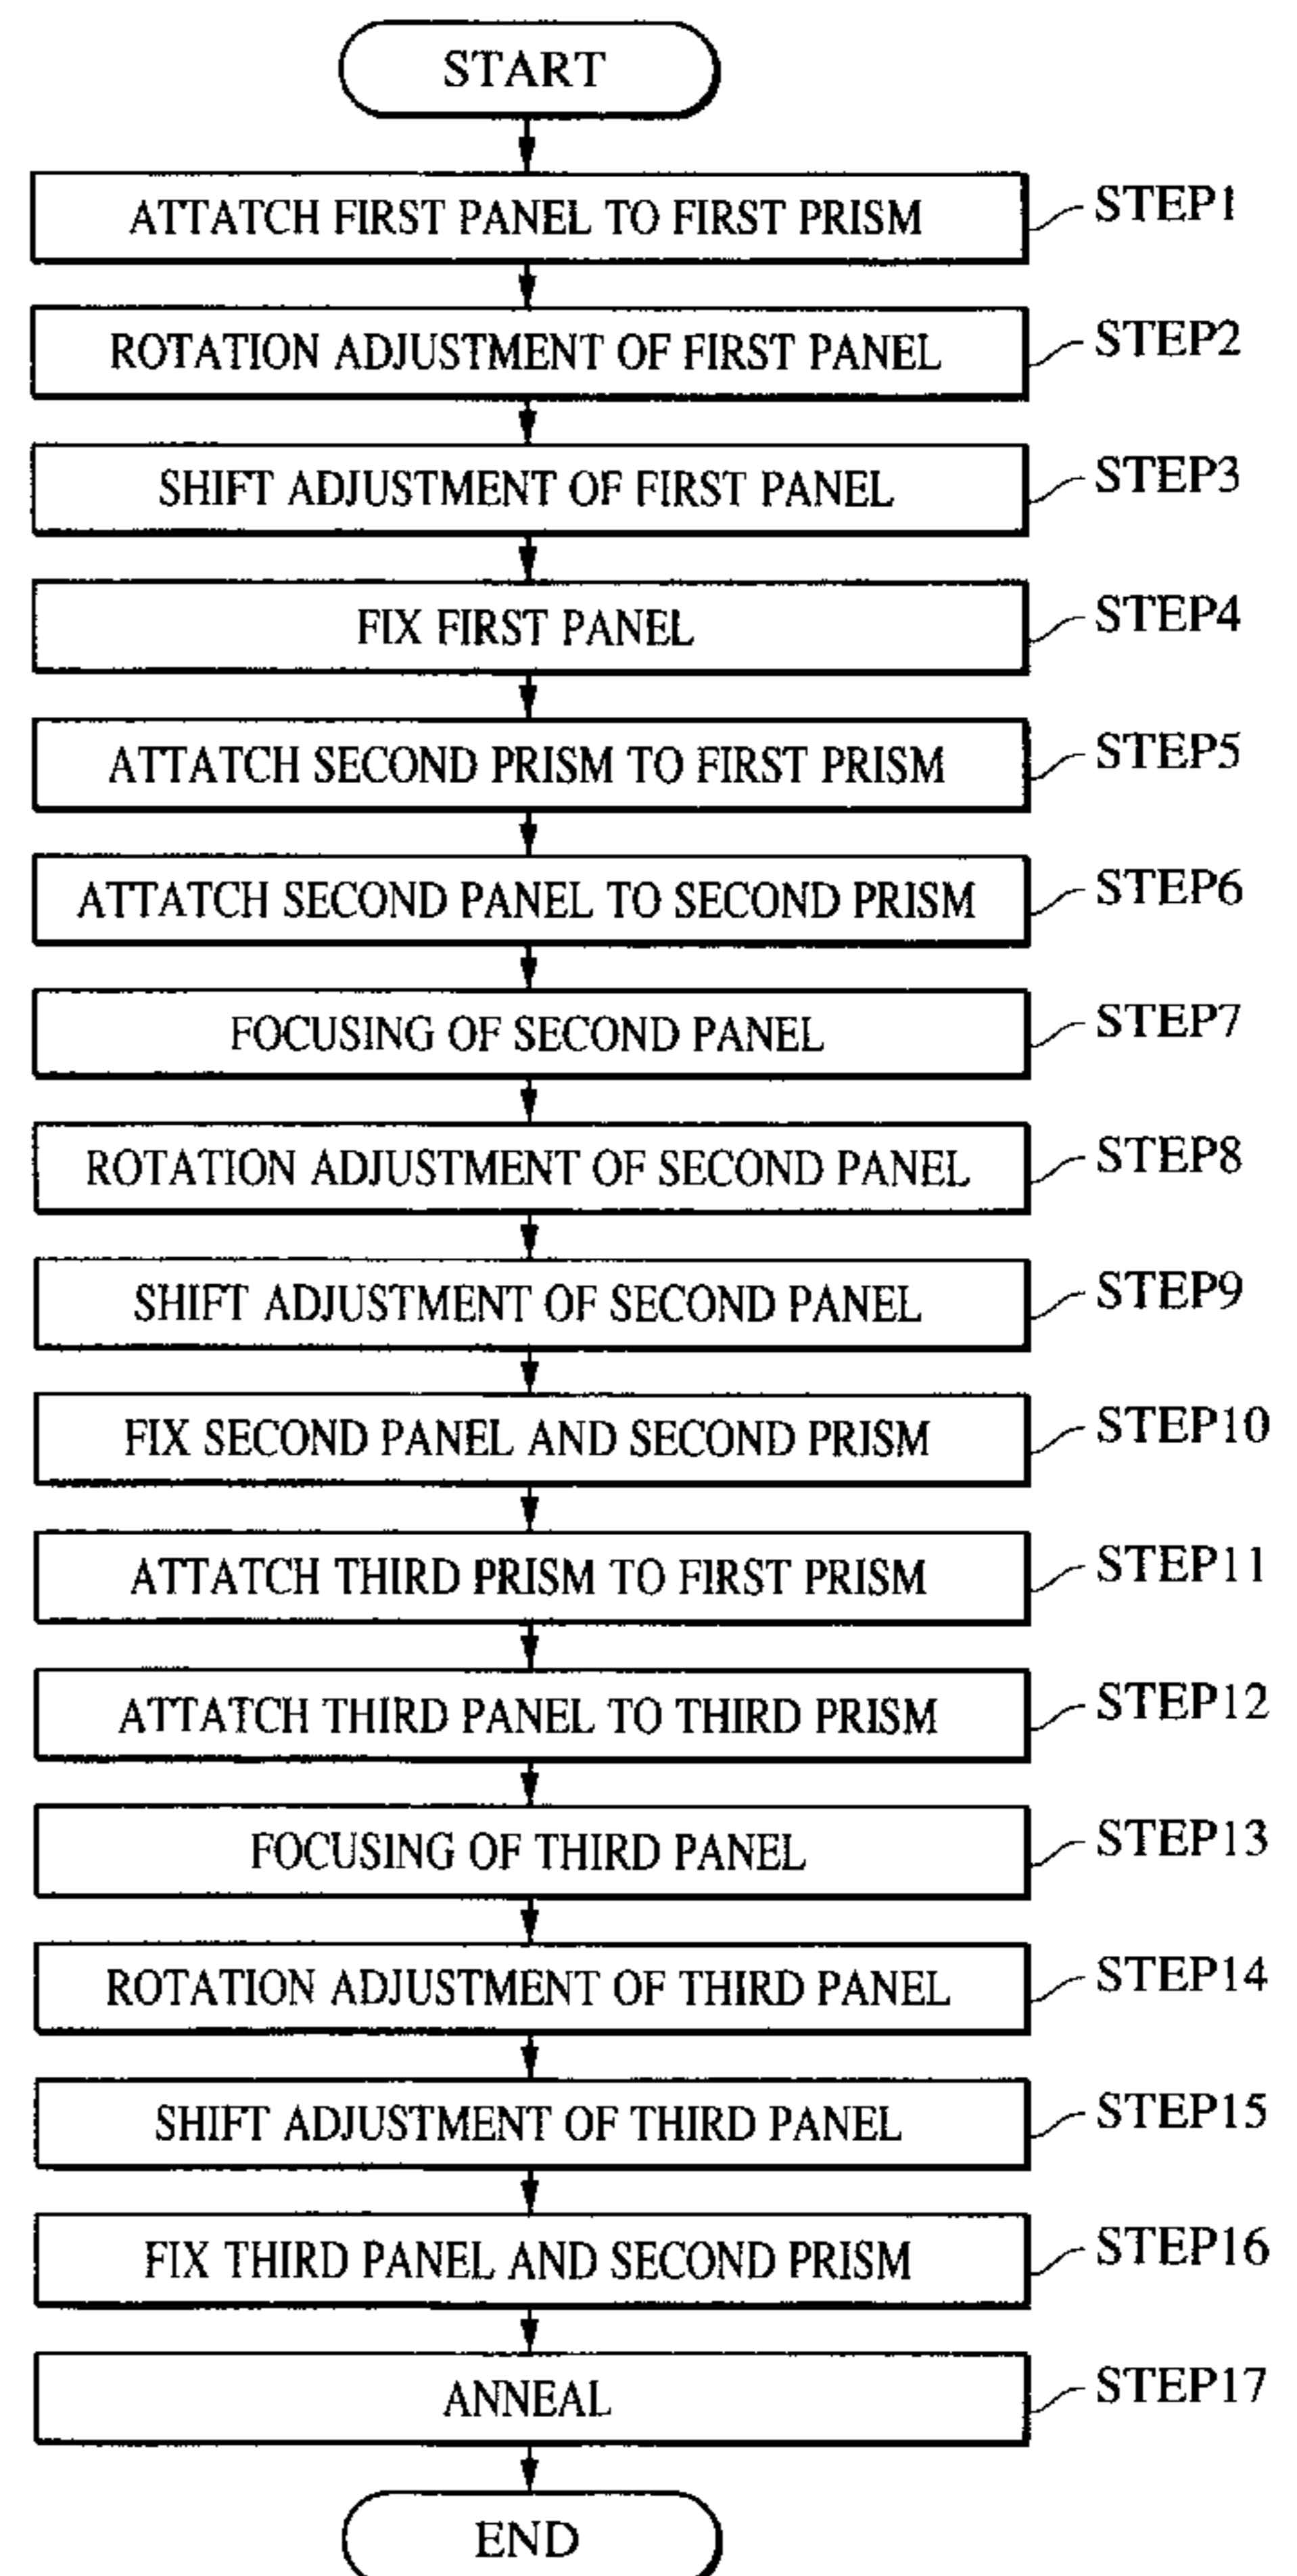 START
ATTATCH FIRST PANEL TO FIRST PRISM STEP1
ROTATION ADJUSTMENT OF FIRST PANEL STEP2
SHIFT ADJUSTMENT OF FIRST PANEL STEP3
FIX FIRST PANEL STEP4
ATTATCH SECOND PRISM TO FIRST PRISM STEP5
ATTATCH SECOND PANEL TO SECOND PRISM STEP6
FOCUSING OF SECOND PANEL STEP7
ROTATION ADJUSTMENT OF SECOND PANEL STEP8
SHIFT ADJUSTMENT OF SECOND PANEL STEP9
FIX SECOND PANEL AND SECOND PRISM STEP10
ATTATCH THIRD PRISM TO FIRST PRISM STEP11
ATTATCH THIRD PANEL TO THIRD PRISM STEP12
FOCUSING OF THIRD PANEL STEP13
ROTATION ADJUSTMENT OF THIRD PANEL STEP14
SHIFT ADJUSTMENT OF THIRD PANEL STEP15
FIX THIRD PANEL AND SECOND PRISM STEP16
ANNEAL STEP17
END